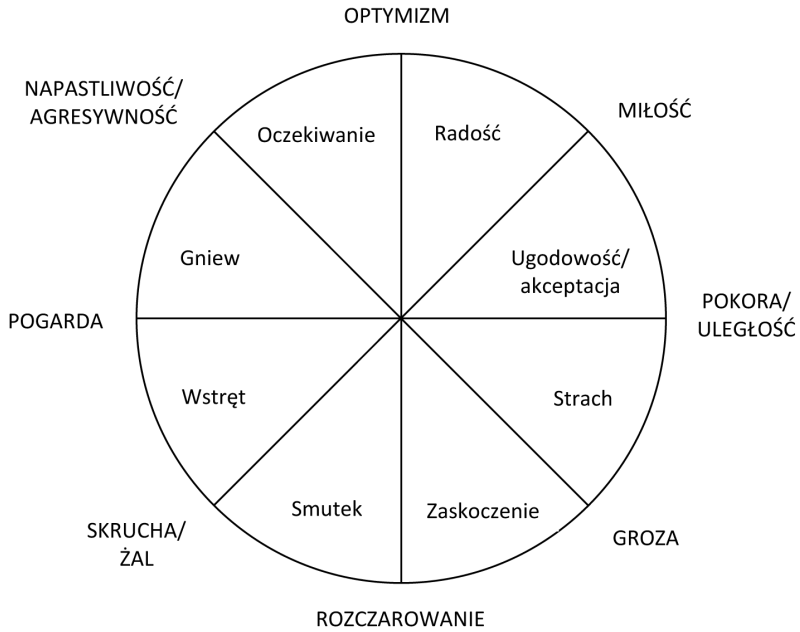 OPTYMIZM
NAPASTLIWOŚĆ/
AGRESYWNOŚĆ
MIŁOŚĆ
Oczekiwanie
Radość
Gniew
Ugodowość/
akceptacja
POGARDA
POKORA/
ULEGŁOŚĆ
Wstręt
Strach
Smutek
Zaskoczenie
SKRUCHA/
ŻAL
GROZA
ROZCZAROWANIE